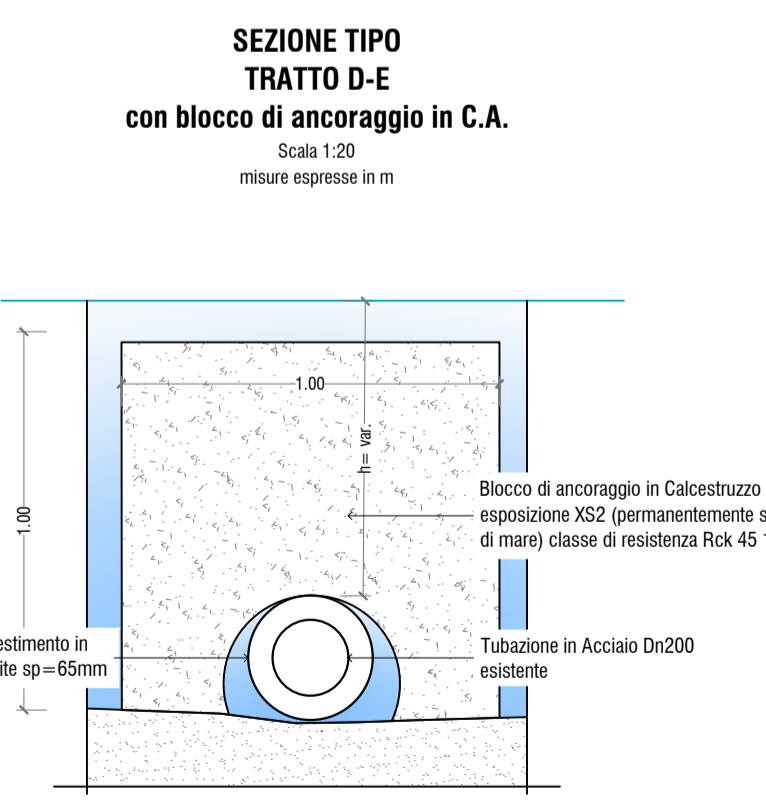 SEZIONE TIPO
TRATTO D-E
con blocco di ancoraggio in C.A.
Scala 1:20
misure espresse in m
1.00
h= var.
1.00
Blocco di ancoraggio in Calcestruzzo
esposizione XS2 (permanentemente s
di mare) classe di resistenza Rck 45
estimento in
ite sp=65mm
Tubazione in Acciaio Dn200
esistente